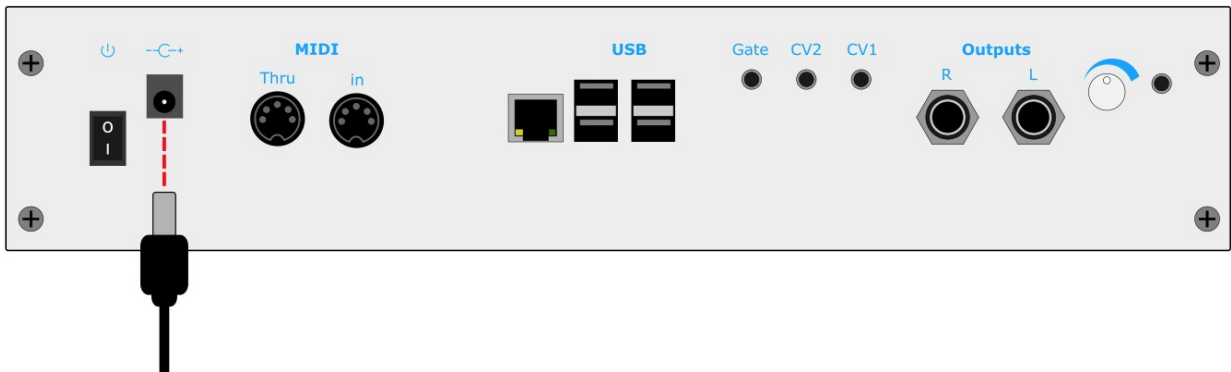 MIDI
USB
Gate CV2 CV1
Outputs
Thru in
R L
O
I